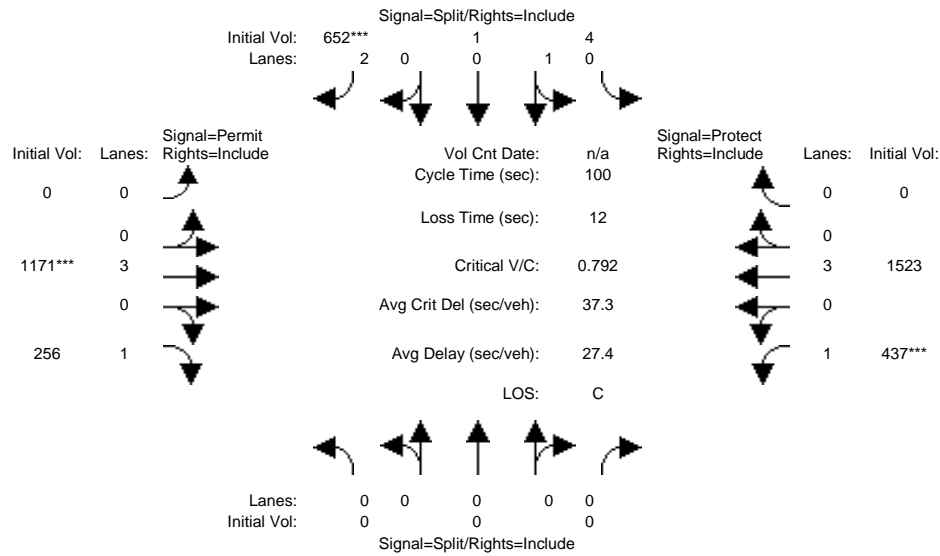 Signal=Split/Rights=Include
Initial Vol: 652*** 1 4
Lanes: 2 0 0 1 0
Signal=Permit Signal=Protect
Initial Vol: Lanes: Rights=Include Vol Cnt Date: n/a Rights=Include Lanes: Initial Vol:
Cycle Time (sec): 100
0 0 0 0
Loss Time (sec): 12
0 0
1171*** 3 Critical V/C: 0.792 3 1523
0 Avg Crit Del (sec/veh): 37.3 0
256 1 Avg Delay (sec/veh): 27.4 1 437***
LOS: C
Lanes: 0 0 0 0 0
Initial Vol: 0 0 0
Signal=Split/Rights=Include